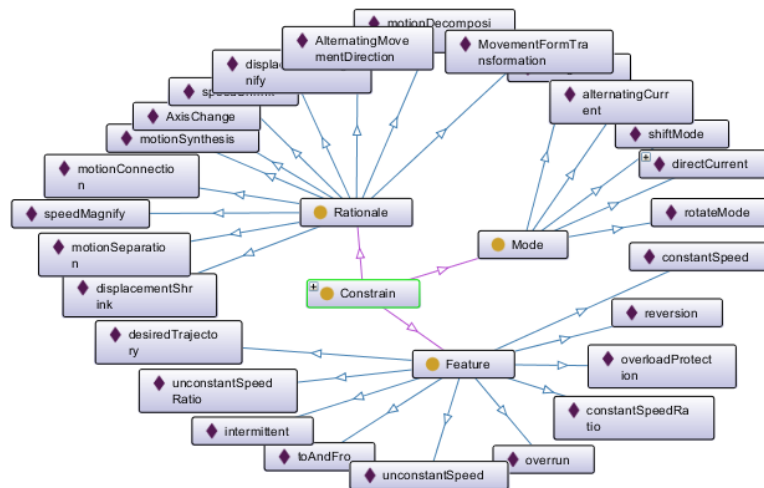 motionDecomposi
AlternatingMove
mentDirection
MovementFormTra
nsformation
displac
nify
alternatingCurr
ent
AxisChange
shiftMode
motionSynthesis
directCurrent
motionConnectio
n
speedMagnify
Rationale
rotateMode
motionSeparatio
n
Mode
constantSpeed
displacementShr
ink
Constrain
reversion
desiredTrajecto
ry
Feature
overloadProtect
ion
unconstantSpeed
Ratio
constantSpeedRa
tio
intermittent
toAndFro
overrun
unconstantSpeed